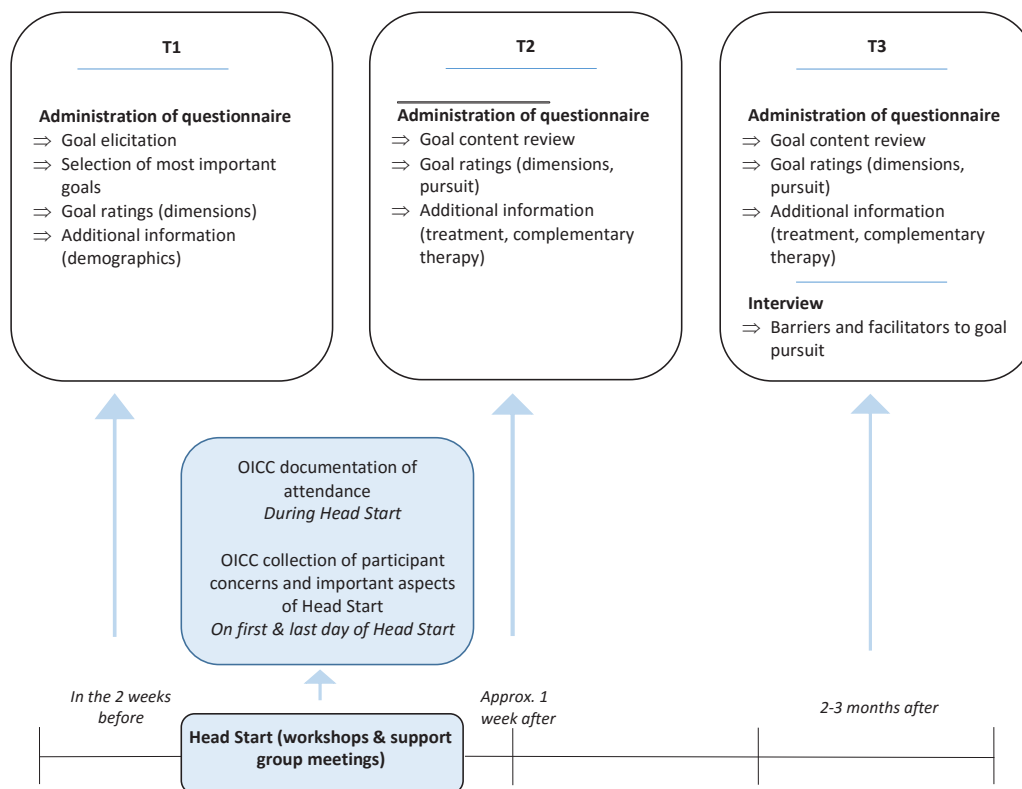 T1
Administration of questionnaire
⇒ Goal elicitation
⇒ Selection of most important
goals
⇒ Goal ratings (dimensions)
⇒ Additional information
(demographics)
T2
Administration of questionnaire
⇒ Goal content review
⇒ Goal ratings (dimensions,
pursuit)
⇒ Additional information
(treatment, complementary
therapy)
T3
Administration of questionnaire
⇒ Goal content review
⇒ Goal ratings (dimensions,
pursuit)
⇒ Additional information
(treatment, complementary
therapy)
Interview
⇒ Barriers and facilitators to goal
pursuit
OICC documentation of
attendance
During Head Start
OICC collection of participant
concerns and important aspects
of Head Start
On first & last day of Head Start
In the 2 weeks
before
Approx. 1
week after
2-3 months after
Head Start (workshops & support
group meetings)